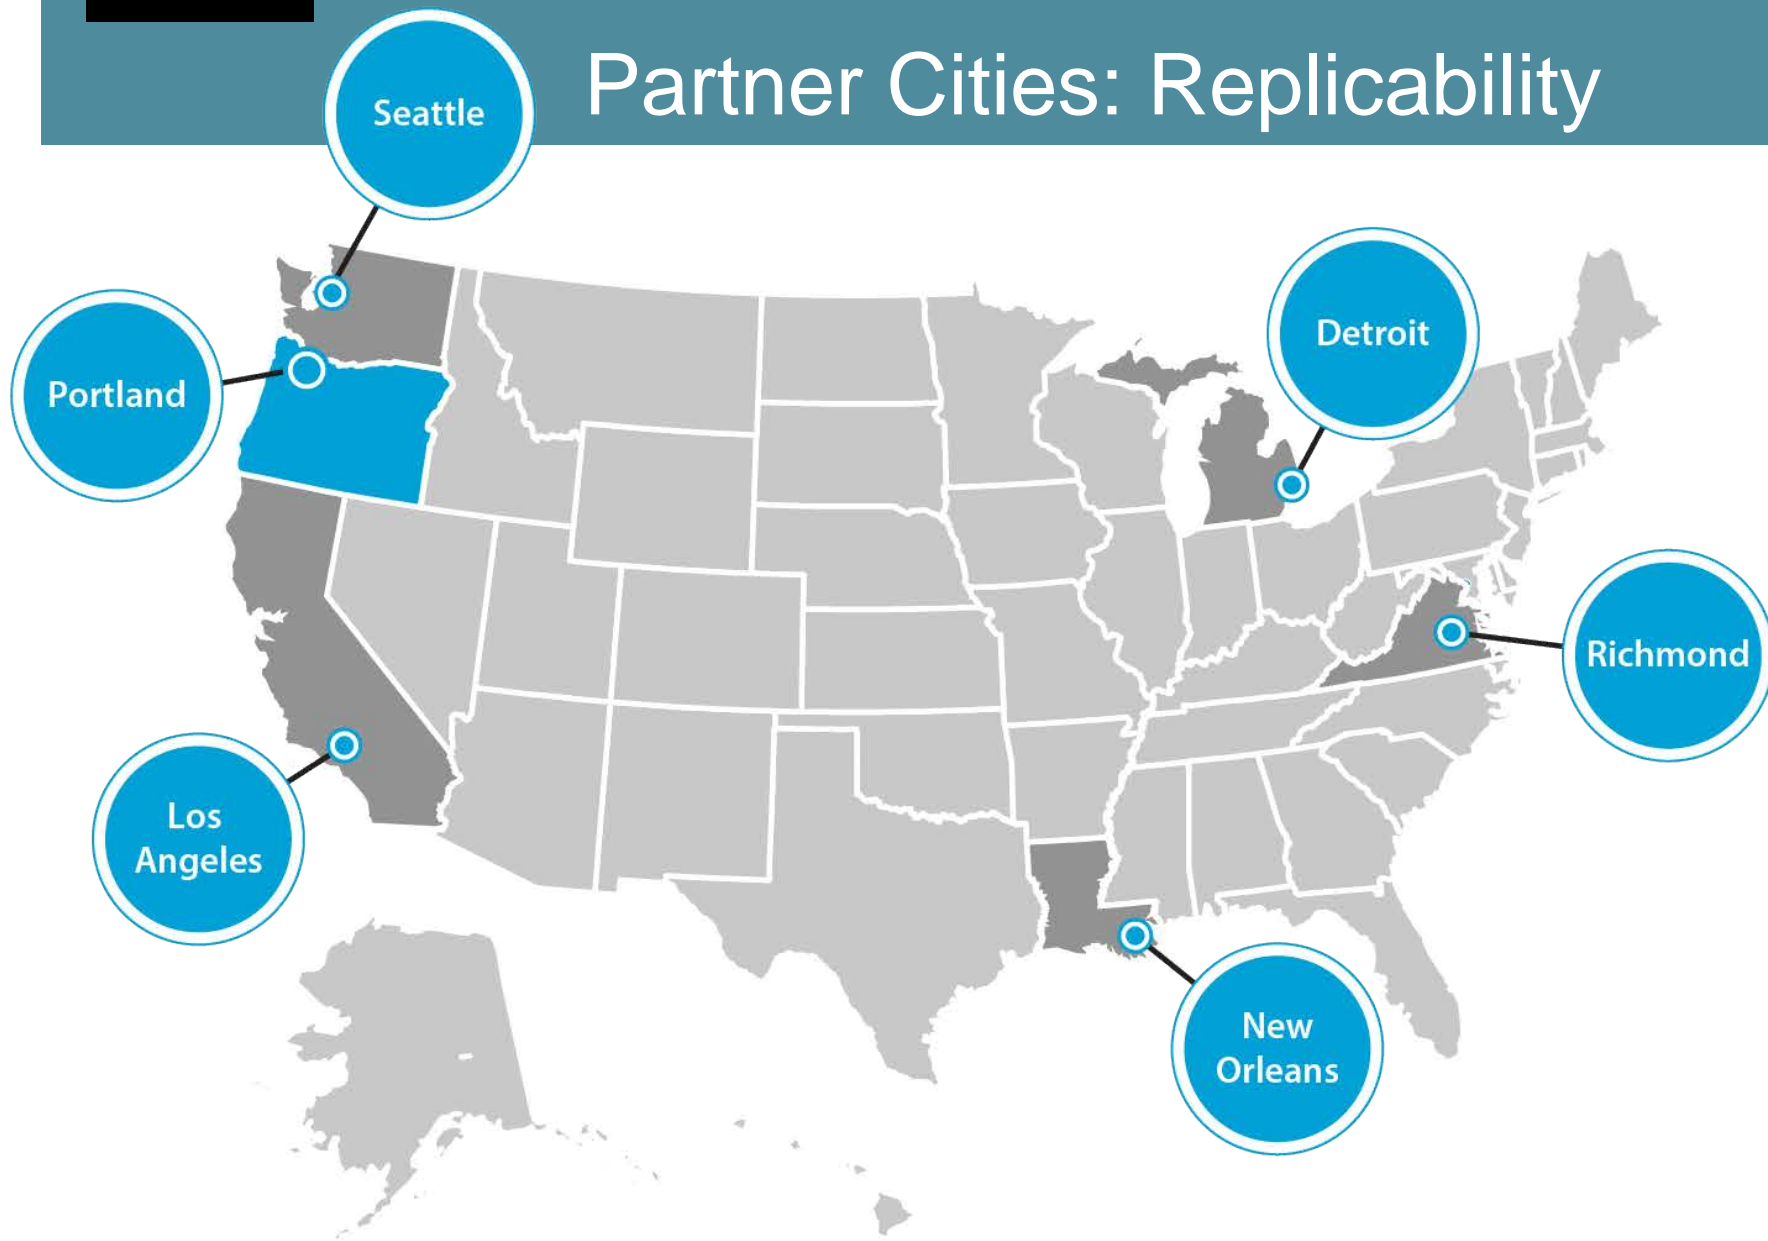 Partner Cities: Replicability
Seattle
Detroit
Portland
Richmond
Los
Angeles
New
Orleans